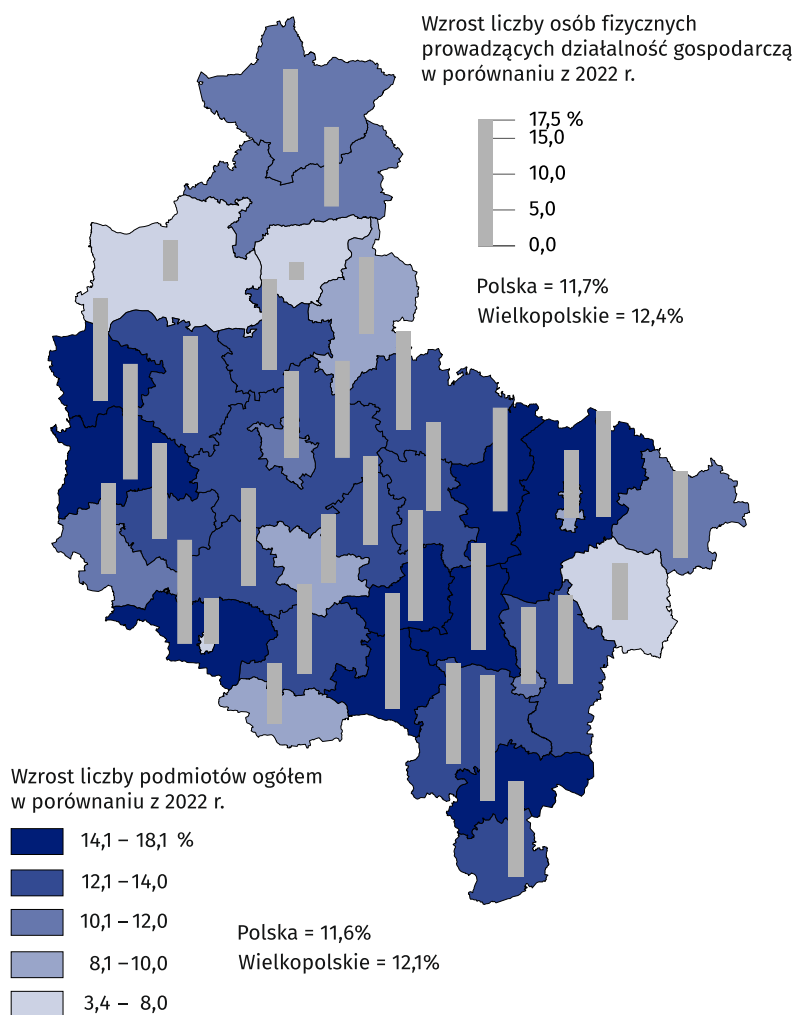 Wzrost liczby osób fizycznych
prowadzących działalność gospodarczą
w porównaniu z 2022 r.
17,5 %
15,0
10,0
5,0
0,0
Polska = 11,7%
Wielkopolskie = 12,4%
Wzrost liczby podmiotów ogółem
w porównaniu z 2022 r.
14,1 – 18,1 %
12,1 – 14,0
10,1 – 12,0
8,1 – 10,0
3,4 – 8,0
Polska = 11,6%
Wielkopolskie = 12,1%